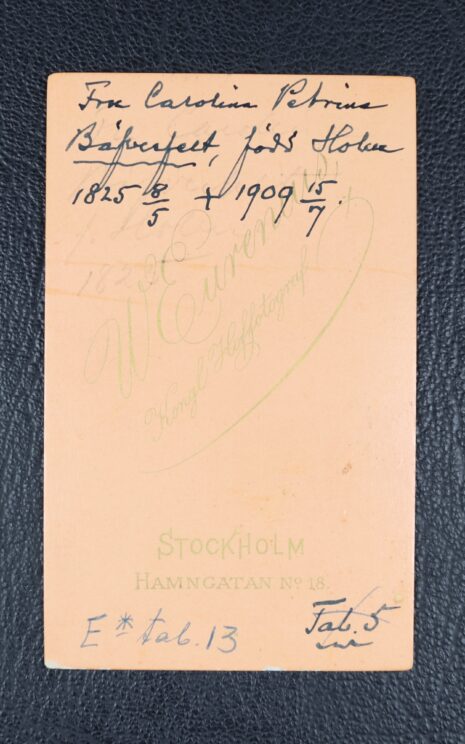 Fru Carolina Petrina
Bäfverfelt, född Holm
1825 8/5 + 1909 15/7.
W Eurenius
Kongl Hoffotograf
STOCKHOLM
HAMNGATAN No 18.
E* tab. 13
Tab. 5